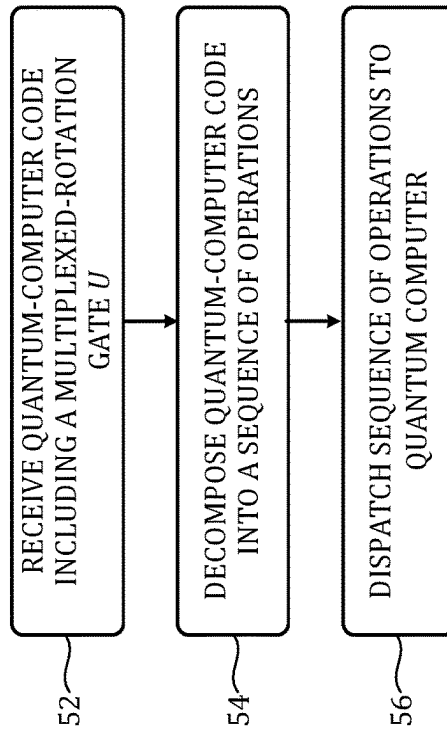 52
RECEIVE QUANTUM-COMPUTER CODE
INCLUDING A MULTIPLEXED-ROTATION
GATE U
54
DECOMPOSE QUANTUM-COMPUTER CODE
INTO A SEQUENCE OF OPERATIONS
56
DISPATCH SEQUENCE OF OPERATIONS TO
QUANTUM COMPUTER